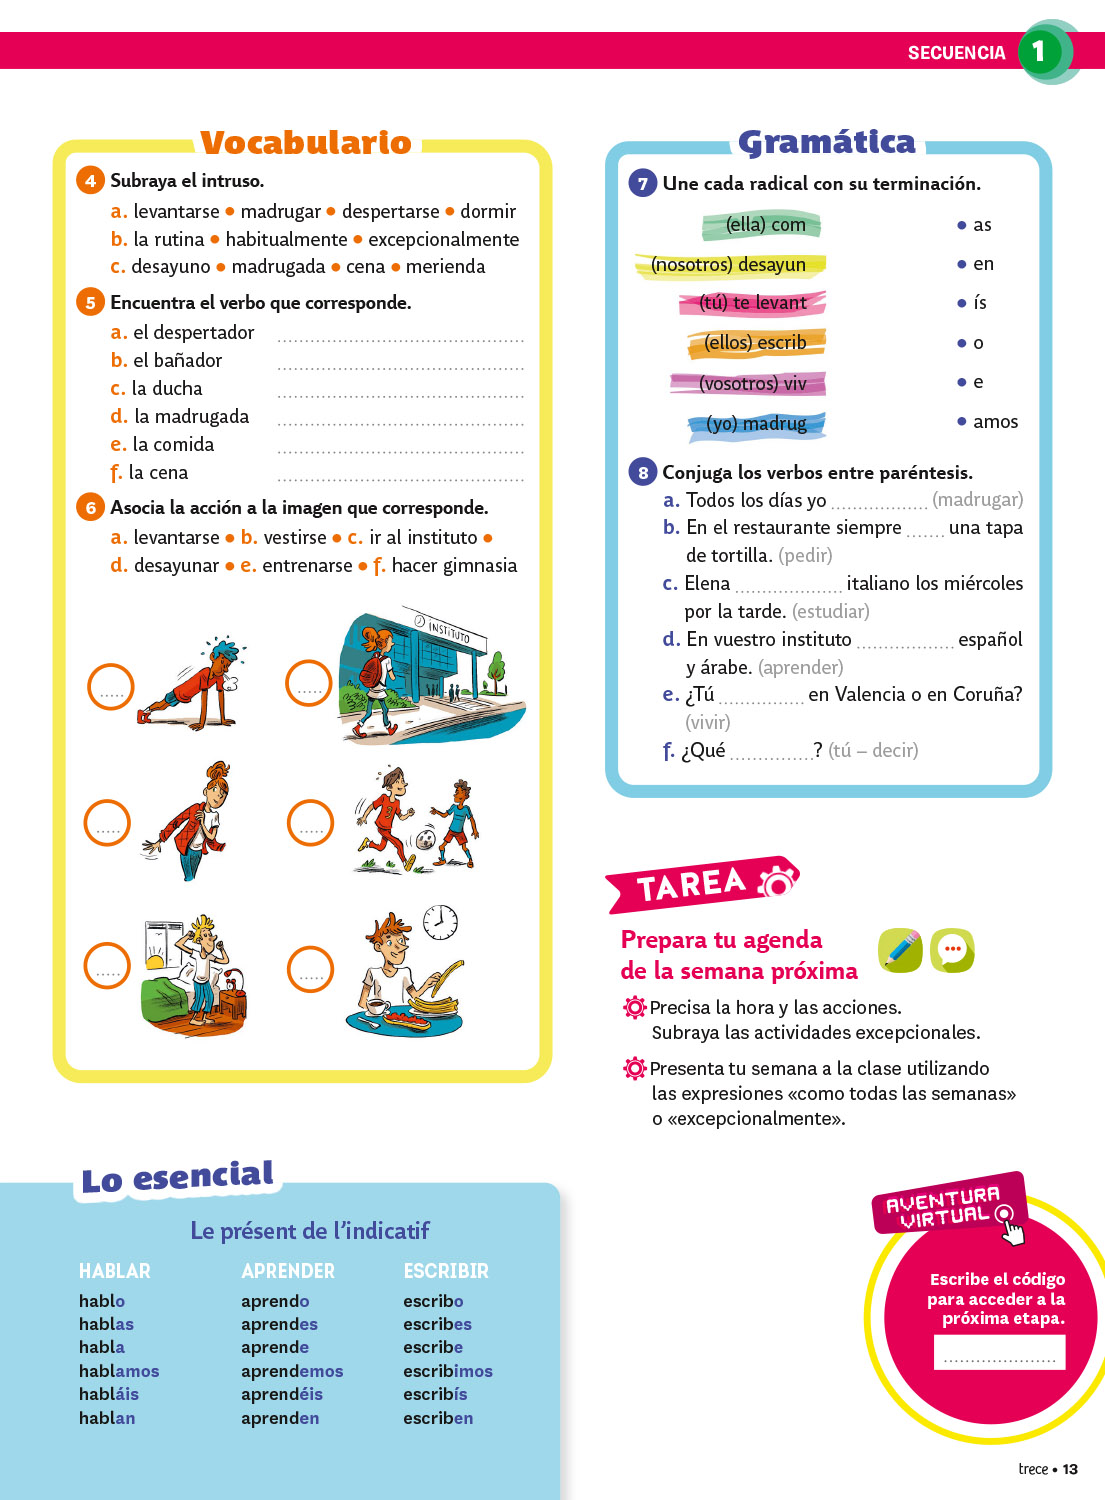 SECUENCIA 1
Vocabulario
4 Subraya el intruso.
a. levantarse • madrugar • despertarse • dormir
b. la rutina • habitualmente • excepcionalmente
c. desayuno • madrugada • cena • merienda
5 Encuentra el verbo que corresponde.
a. el despertador ............................................
b. el bañador ............................................
c. la ducha ............................................
d. la madrugada ............................................
e. la comida ............................................
f. la cena ............................................
6 Asocia la acción a la imagen que corresponde.
a. levantarse • b. vestirse • c. ir al instituto •
d. desayunar • e. entrenarse • f. hacer gimnasia
..... .....
INSTITUTO
..... .....
..... .....
Gramática
7 Une cada radical con su terminación.
(ella) com • as
(nosotros) desayun • en
(tú) te levant • ís
(ellos) escrib • o
(vosotros) viv • e
(yo) madrug • amos
8 Conjuga los verbos entre paréntesis.
a. Todos los días yo .................. (madrugar)
b. En el restaurante siempre ....... una tapa
de tortilla. (pedir)
c. Elena .................... italiano los miércoles
por la tarde. (estudiar)
d. En vuestro instituto .................. español
y árabe. (aprender)
e. ¿Tú ................ en Valencia o en Coruña?
(vivir)
f. ¿Qué ................? (tú – decir)
TAREA
Prepara tu agenda
de la semana próxima
Precisa la hora y las acciones.
Subraya las actividades excepcionales.
Presenta tu semana a la clase utilizando
las expresiones «como todas las semanas»
o «excepcionalmente».
Lo esencial
Le présent de l’indicatif
HABLAR APRENDER ESCRIBIR
hablo aprendo escribo
hablas aprendes escribes
habla aprende escribe
hablamos aprendemos escribimos
habláis aprendéis escribís
hablan aprenden escriben
AVENTURA
VIRTUAL
Escribe el código
para acceder a la
próxima etapa.
.....................
trece • 13